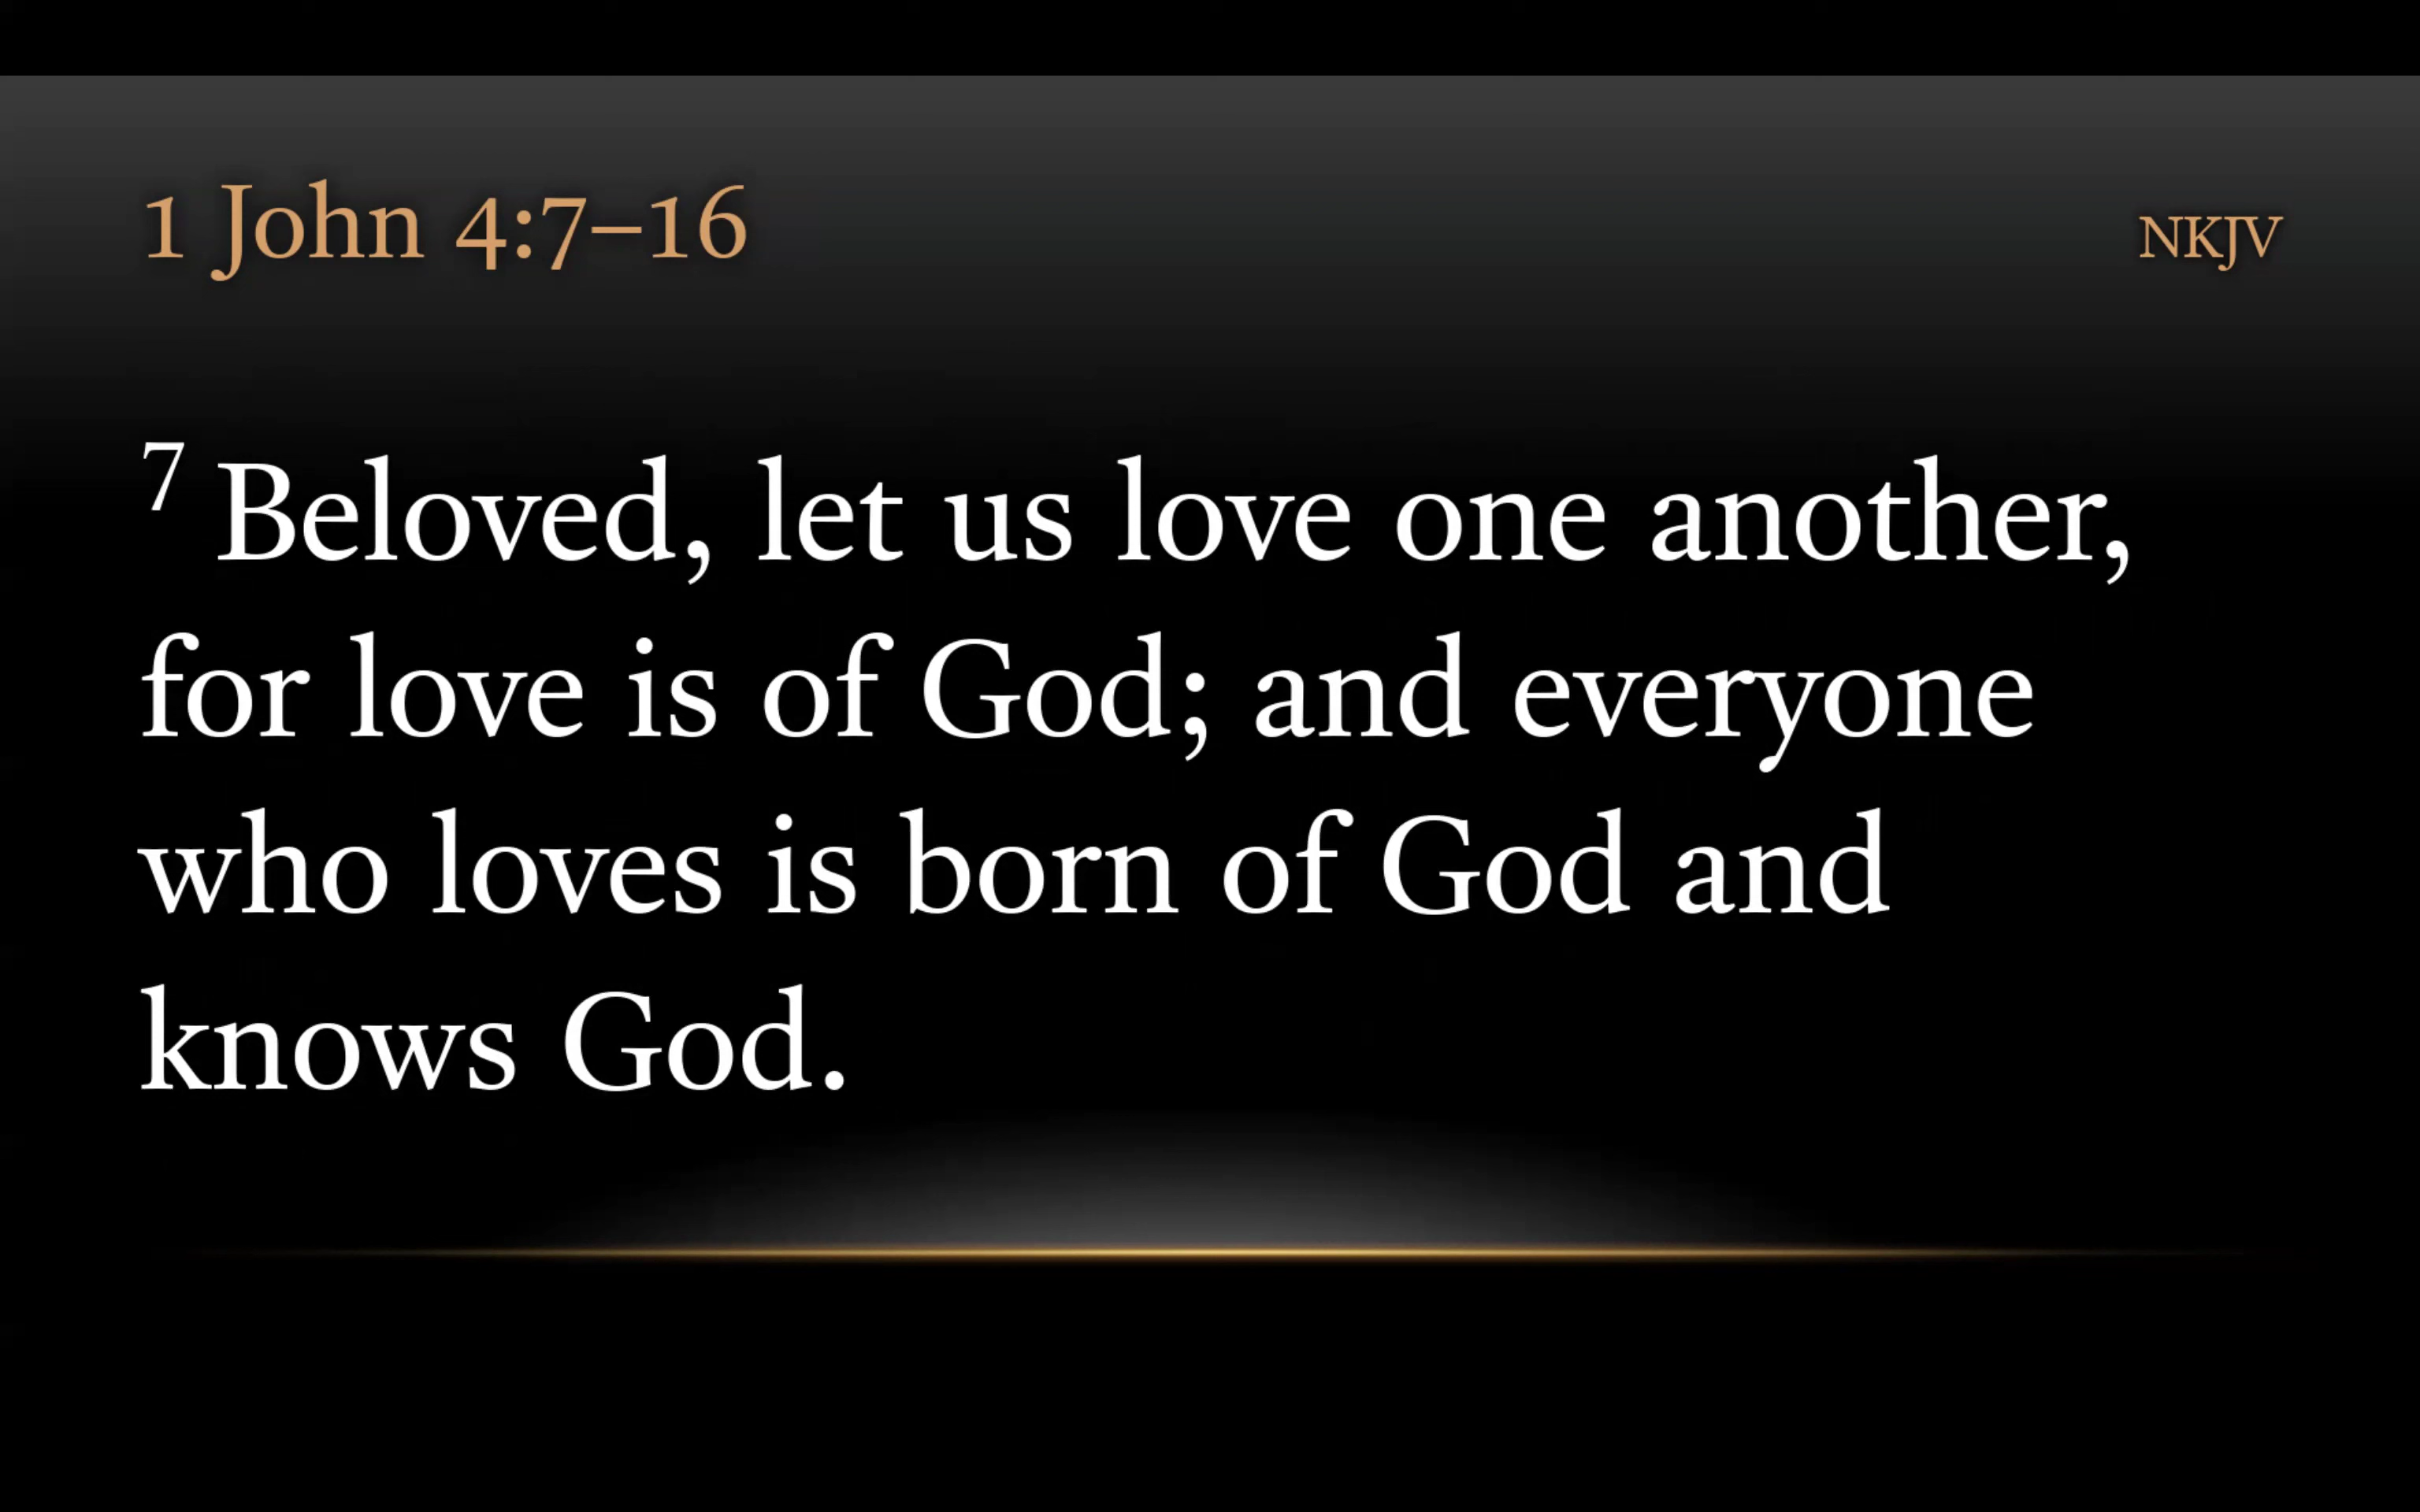 1 John 4:7–16
NKJV
7 Beloved, let us love one another,
for love is of God; and everyone
who loves is born of God and
knows God.